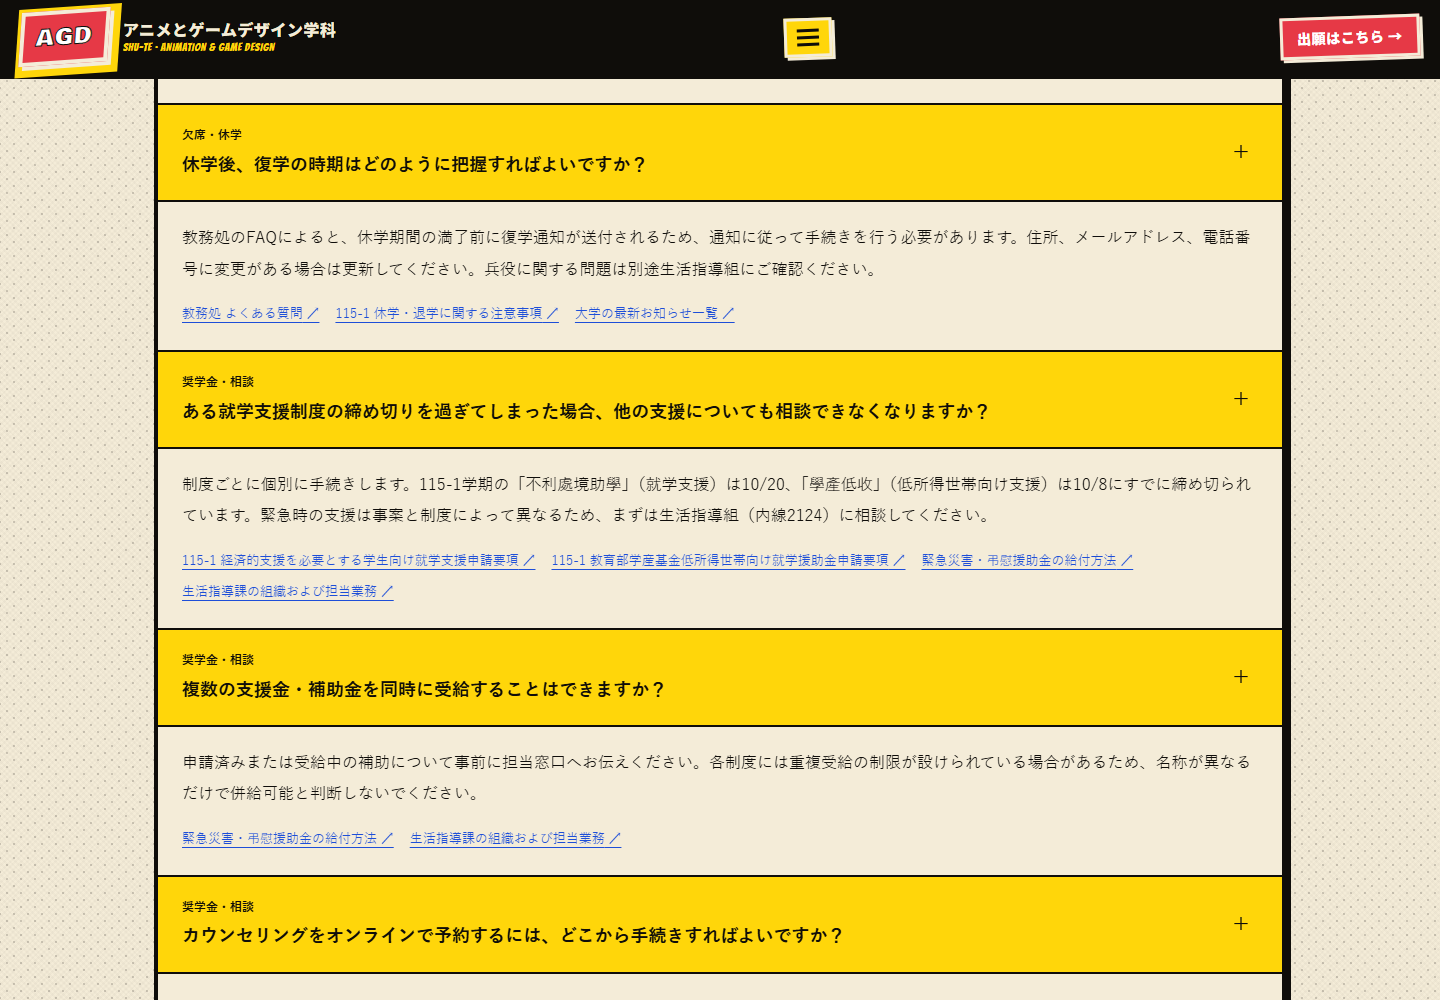 AGD
アニメとゲームデザイン学科
SHU-TE · ANIMATION & GAME DESIGN
出願はこちら →
欠席・休学
休学後、復学の時期はどのように把握すればよいですか？
教務処のFAQによると、休学期間の満了前に復学通知が送付されるため、通知に従って手続きを行う必要があります。住所、メールアドレス、電話番
号に変更がある場合は更新してください。兵役に関する問題は別途生活指導組にご確認ください。
教務処 よくある質問 ／ 115-1 休学・退学に関する注意事項 ／ 大学の最新お知らせ一覧 ／
奨学金・相談
ある就学支援制度の締め切りを過ぎてしまった場合、他の支援についても相談できなくなりますか？
制度ごとに個別に手続きします。115-1学期の「不利處境助學」（就学支援）は10/20、「學產低收」（低所得世帯向け支援）は10/8にすでに締め切られ
ています。緊急時の支援は事案と制度によって異なるため、まずは生活指導組（内線2124）に相談してください。
115-1 経済的支援を必要とする学生向け就学支援申請要項 ／ 115-1 教育部学産基金低所得世帯向け就学援助金申請要項 ／ 緊急災害・弔慰援助金の給付方法 ／
生活指導課の組織および担当業務 ／
奨学金・相談
複数の支援金・補助金を同時に受給することはできますか？
申請済みまたは受給中の補助について事前に担当窓口へお伝えください。各制度には重複受給の制限が設けられている場合があるため、名称が異なる
だけで併給可能と判断しないでください。
緊急災害・弔慰援助金の給付方法 ／ 生活指導課の組織および担当業務 ／
奨学金・相談
カウンセリングをオンラインで予約するには、どこから手続きすればよいですか？